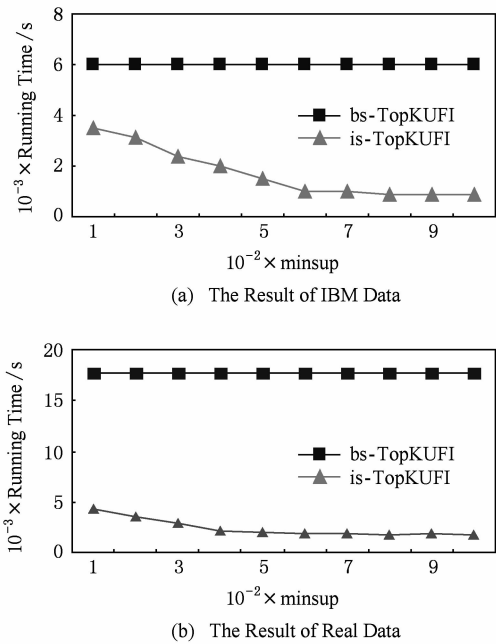 8
6
4
2
0
10⁻³ × Running Time / s
bs-TopKUFI
is-TopKUFI
1 3 5 7 9
10⁻² × minsup
(a) The Result of IBM Data
20
15
10
5
0
10⁻³ × Running Time / s
bs-TopKUFI
is-TopKUFI
1 3 5 7 9
10⁻² × minsup
(b) The Result of Real Data